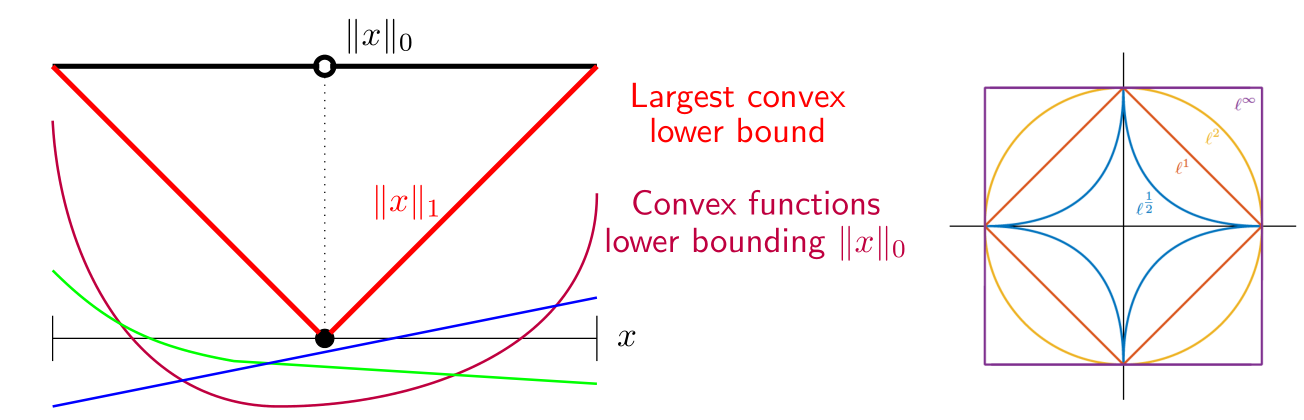 ‖x‖₀
Largest convex
lower bound
‖x‖₁
Convex functions
lower bounding ‖x‖₀
x
ℓ^∞
ℓ²
ℓ¹
ℓ^½